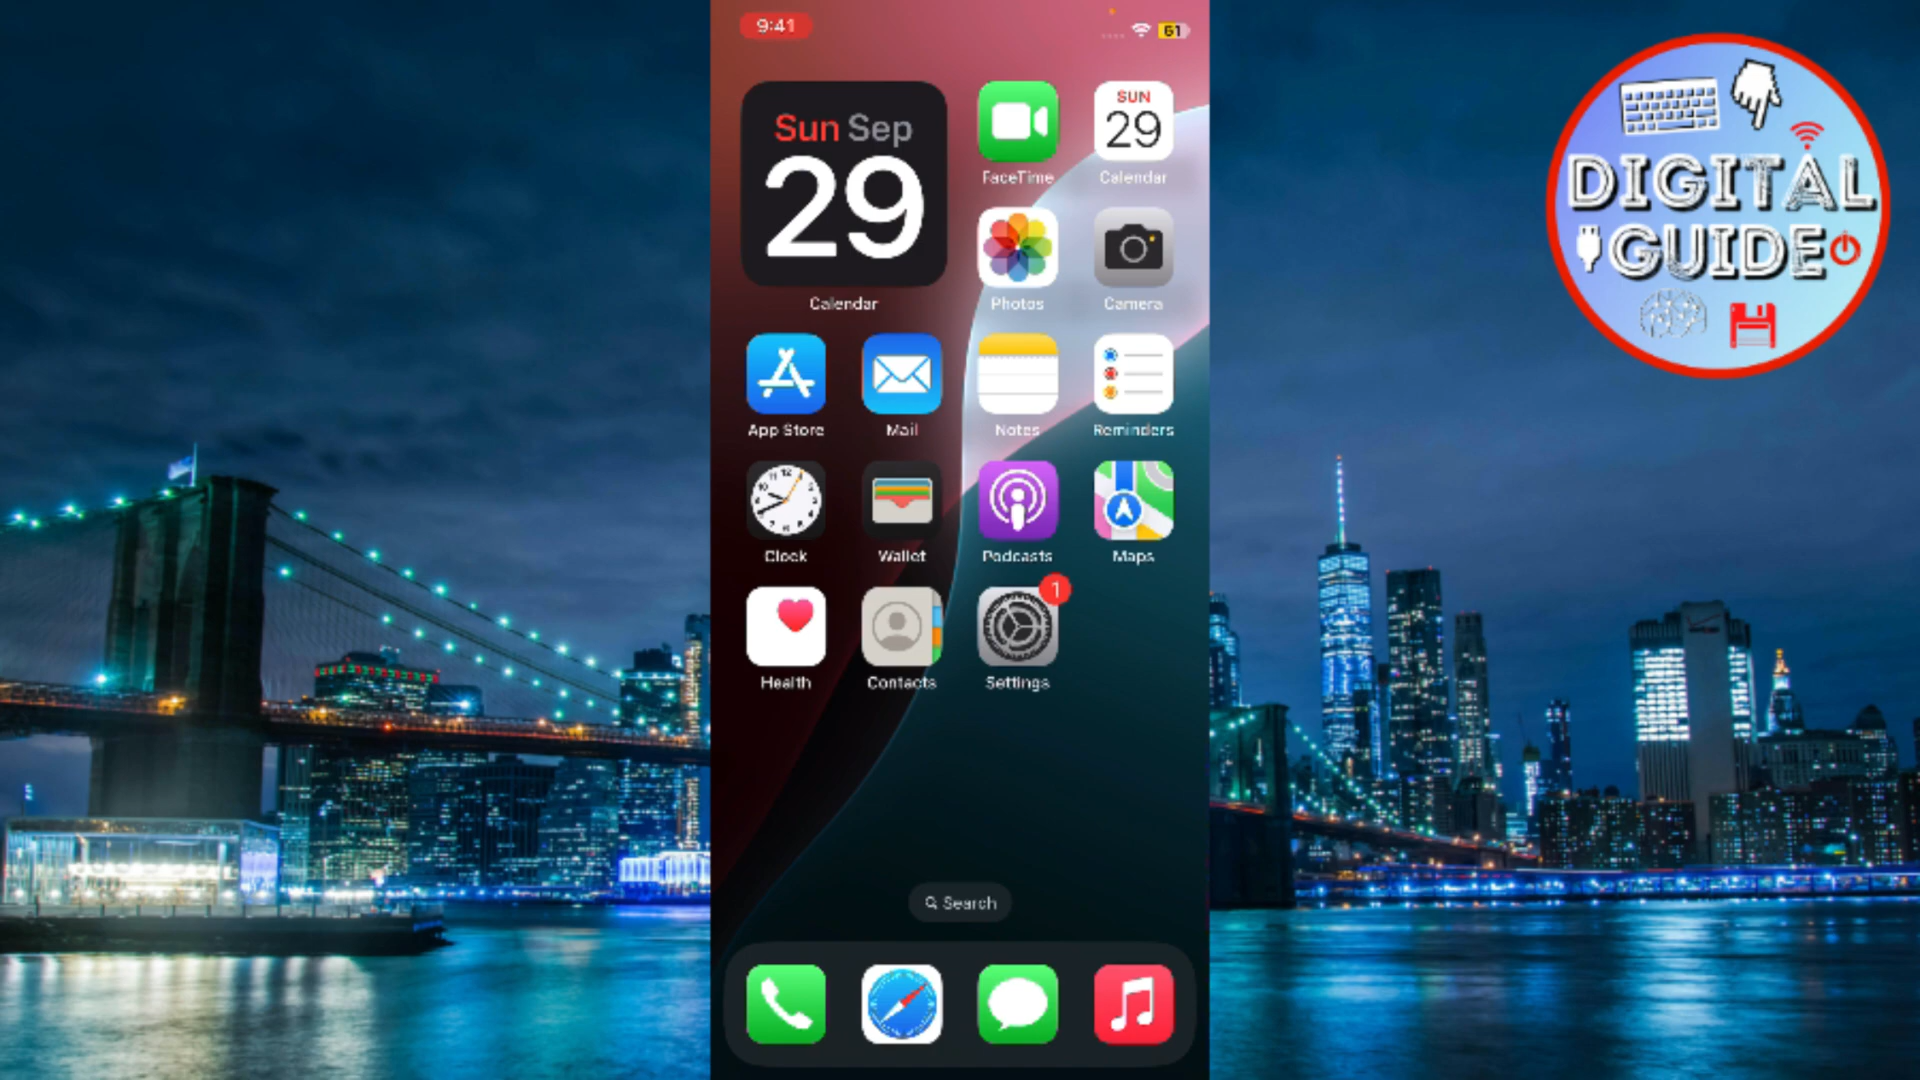 9:41
61
Sun Sep
29
Calendar
FaceTime
SUN
29
Calendar
Photos
Camera
App Store
Mail
Notes
Reminders
Clock
Wallet
Podcasts
Maps
Health
Contacts
1
Settings
Search
DIGITAL
GUIDE